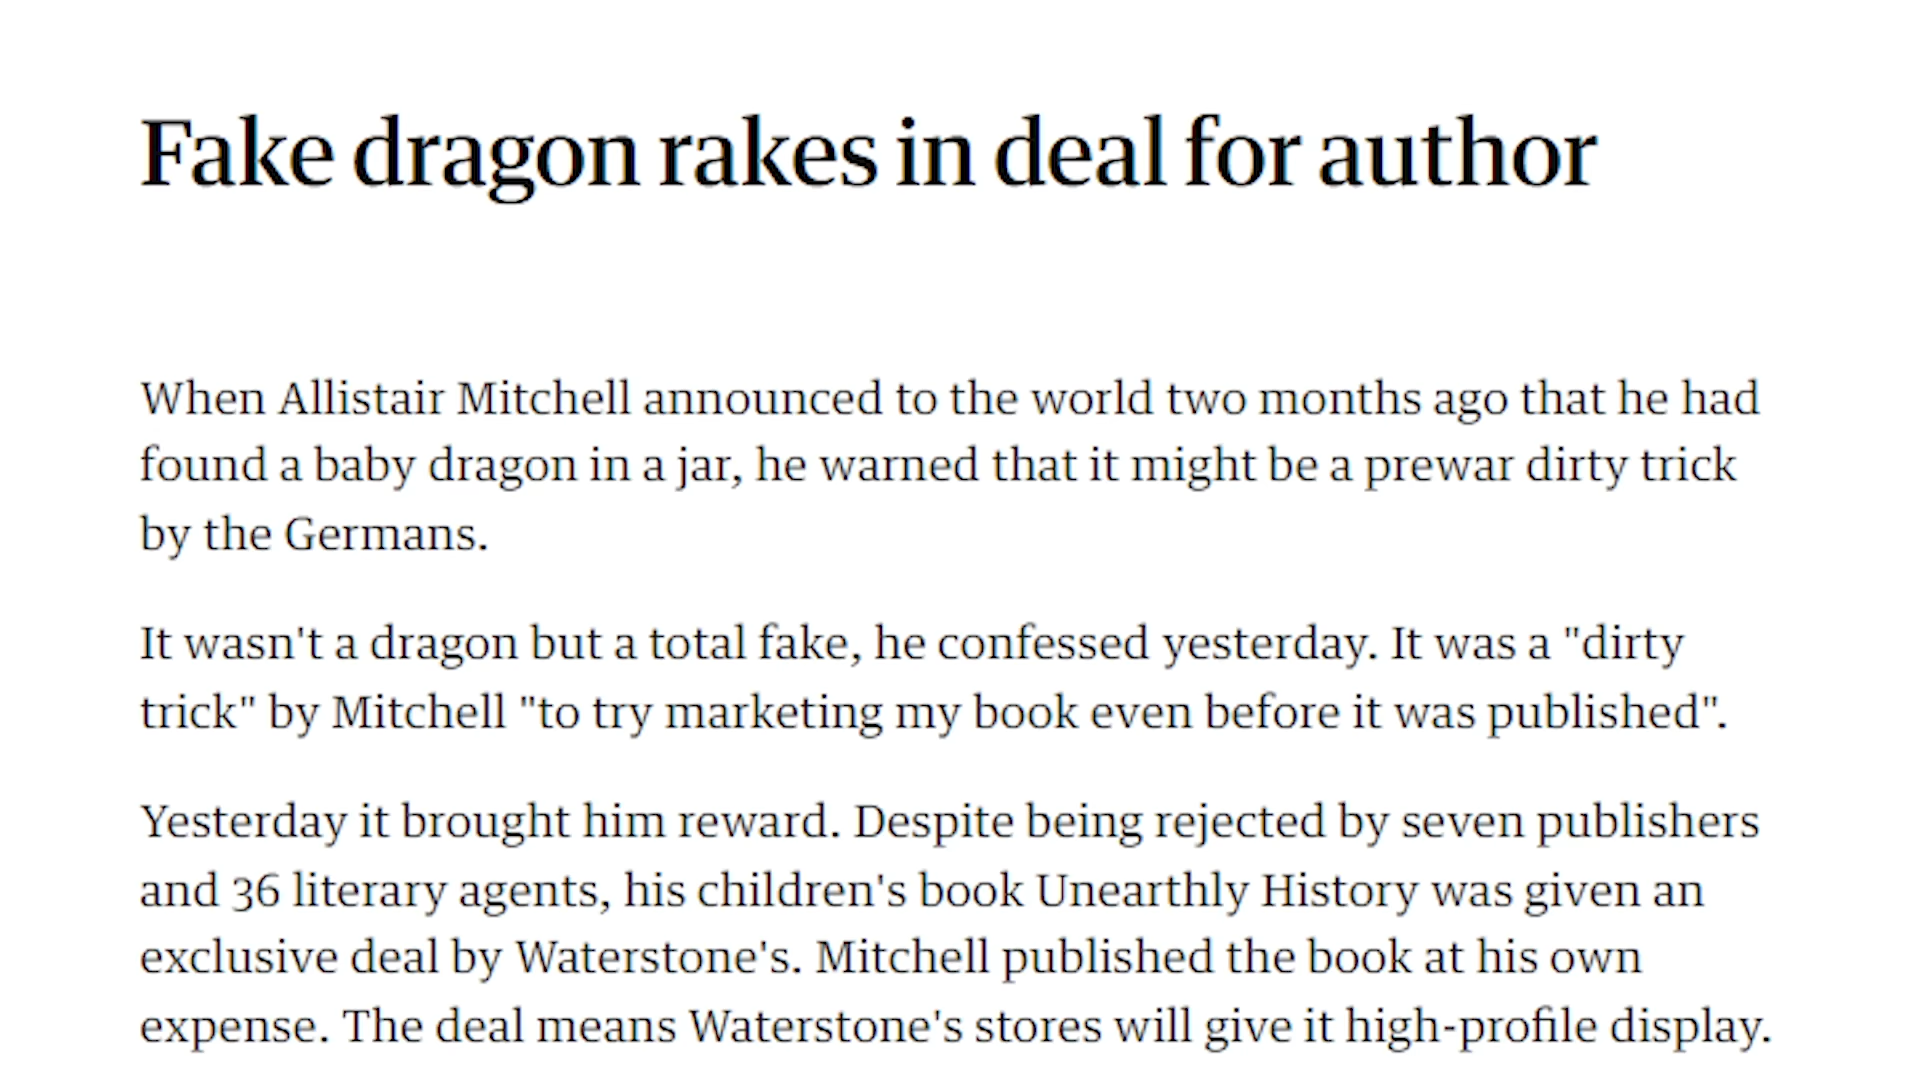 Fake dragon rakes in deal for author
When Allistair Mitchell announced to the world two months ago that he had
found a baby dragon in a jar, he warned that it might be a prewar dirty trick
by the Germans.
It wasn't a dragon but a total fake, he confessed yesterday. It was a "dirty
trick" by Mitchell "to try marketing my book even before it was published".
Yesterday it brought him reward. Despite being rejected by seven publishers
and 36 literary agents, his children's book Unearthly History was given an
exclusive deal by Waterstone's. Mitchell published the book at his own
expense. The deal means Waterstone's stores will give it high-profile display.